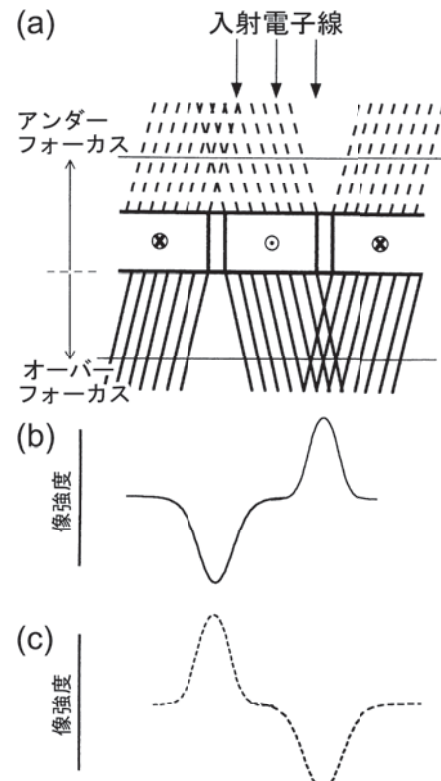 (a)
入射電子線
アンダー
フォーカス
オーバー
フォーカス
(b)
像強度
(c)
像強度